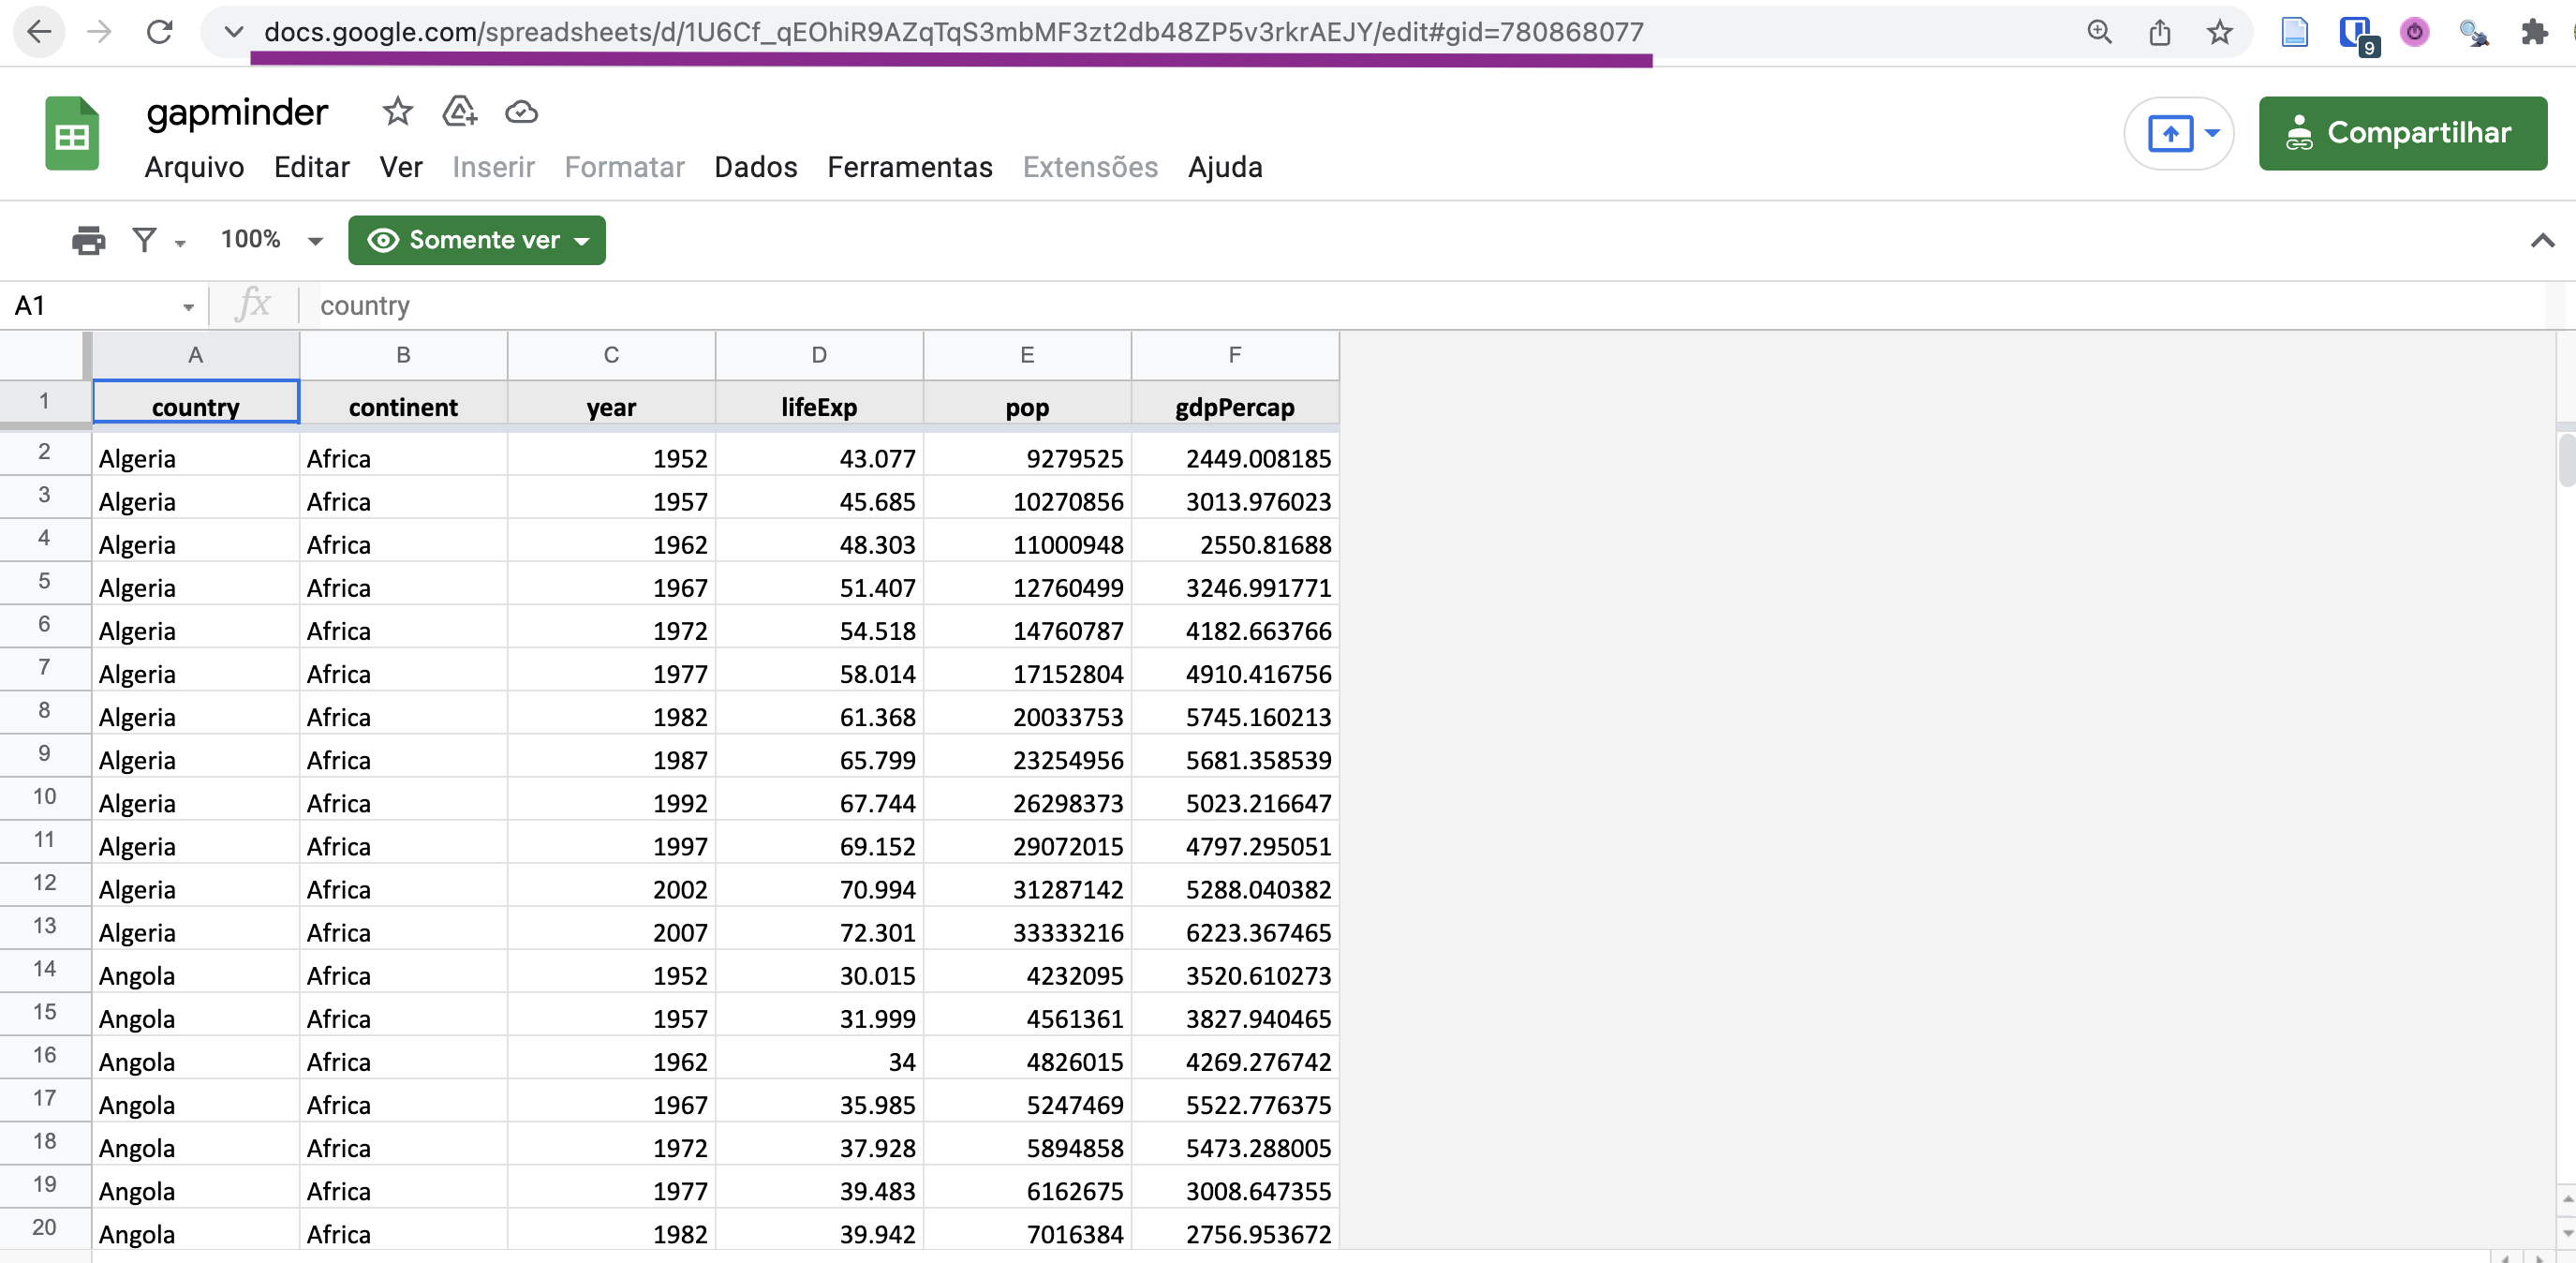 docs.google.com/spreadsheets/d/1U6Cf_qEOhiR9AZqTqS3mbMF3zt2db48ZP5v3rkrAEJY/edit#gid=780868077
9
gapminder
Arquivo Editar Ver Inserir Formatar Dados Ferramentas Extensões Ajuda
Compartilhar
100% Somente ver
A1 fx country
A B C D E F
1 country continent year lifeExp pop gdpPercap
2 Algeria Africa 1952 43.077 9279525 2449.008185
3 Algeria Africa 1957 45.685 10270856 3013.976023
4 Algeria Africa 1962 48.303 11000948 2550.81688
5 Algeria Africa 1967 51.407 12760499 3246.991771
6 Algeria Africa 1972 54.518 14760787 4182.663766
7 Algeria Africa 1977 58.014 17152804 4910.416756
8 Algeria Africa 1982 61.368 20033753 5745.160213
9 Algeria Africa 1987 65.799 23254956 5681.358539
10 Algeria Africa 1992 67.744 26298373 5023.216647
11 Algeria Africa 1997 69.152 29072015 4797.295051
12 Algeria Africa 2002 70.994 31287142 5288.040382
13 Algeria Africa 2007 72.301 33333216 6223.367465
14 Angola Africa 1952 30.015 4232095 3520.610273
15 Angola Africa 1957 31.999 4561361 3827.940465
16 Angola Africa 1962 34 4826015 4269.276742
17 Angola Africa 1967 35.985 5247469 5522.776375
18 Angola Africa 1972 37.928 5894858 5473.288005
19 Angola Africa 1977 39.483 6162675 3008.647355
20 Angola Africa 1982 39.942 7016384 2756.953672